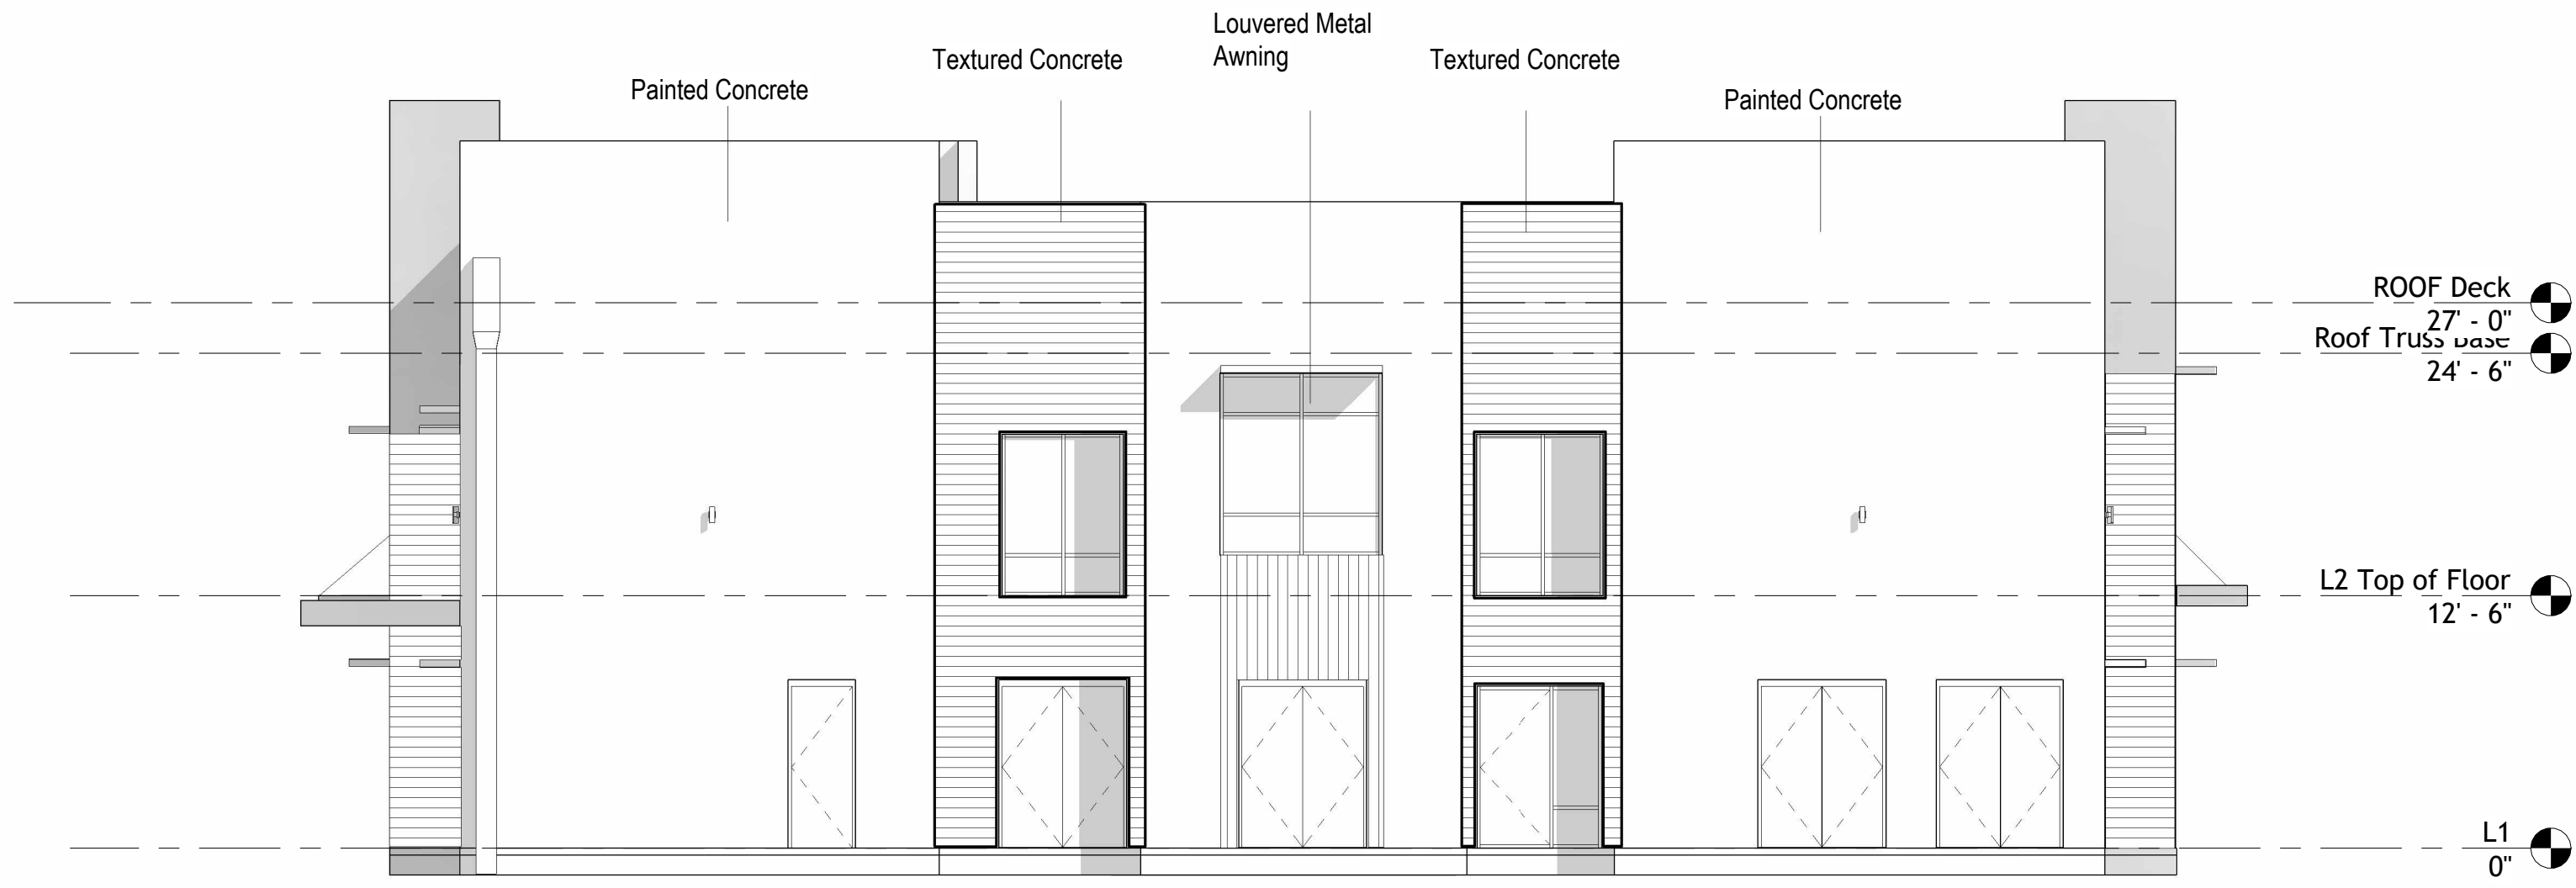 Louvered Metal
Awning
Textured Concrete
Textured Concrete
Painted Concrete
Painted Concrete
ROOF Deck
27' - 0"
Roof Truss Base
24' - 6"
L2 Top of Floor
12' - 6"
L1
0"